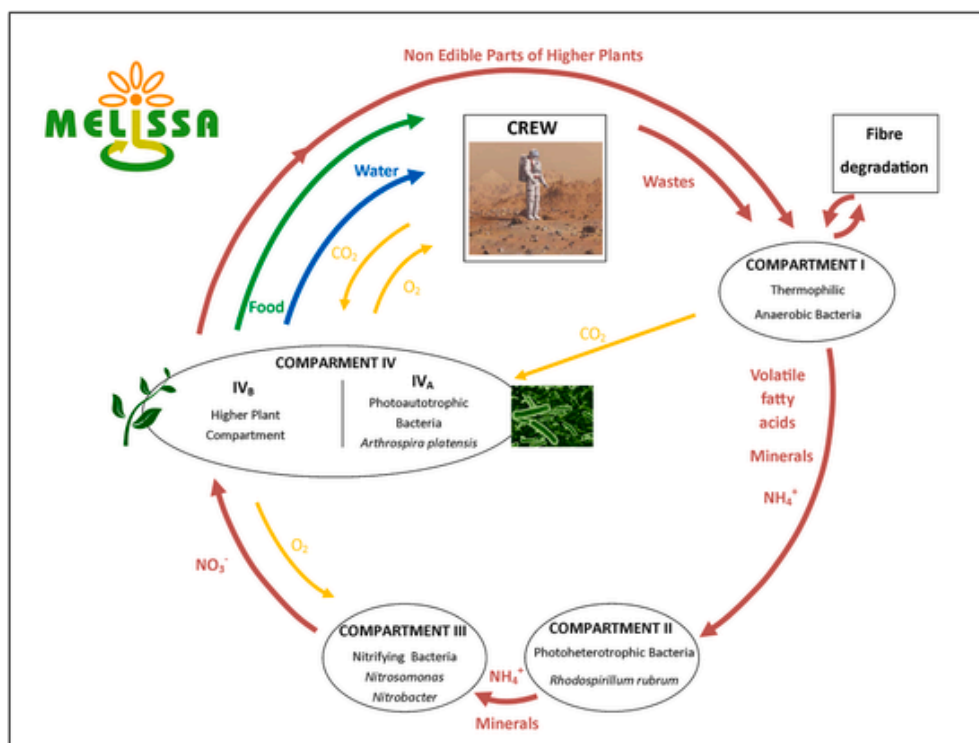 Non Edible Parts of Higher Plants
MELiSSA
CREW
Fibre
degradation
Water
Wastes
CO₂
O₂
Food
COMPARTMENT I
Thermophilic
Anaerobic Bacteria
CO₂
COMPARMENT IV
IV_B
Higher Plant
Compartment
IV_A
Photoautotrophic
Bacteria
Arthrospira platensis
Volatile
fatty
acids
Minerals
NH₄⁺
O₂
NO₃⁻
COMPARTMENT III
Nitrifying Bacteria
Nitrosomonas
Nitrobacter
COMPARTMENT II
Photoheterotrophic Bacteria
Rhodospirillum rubrum
NH₄⁺
Minerals